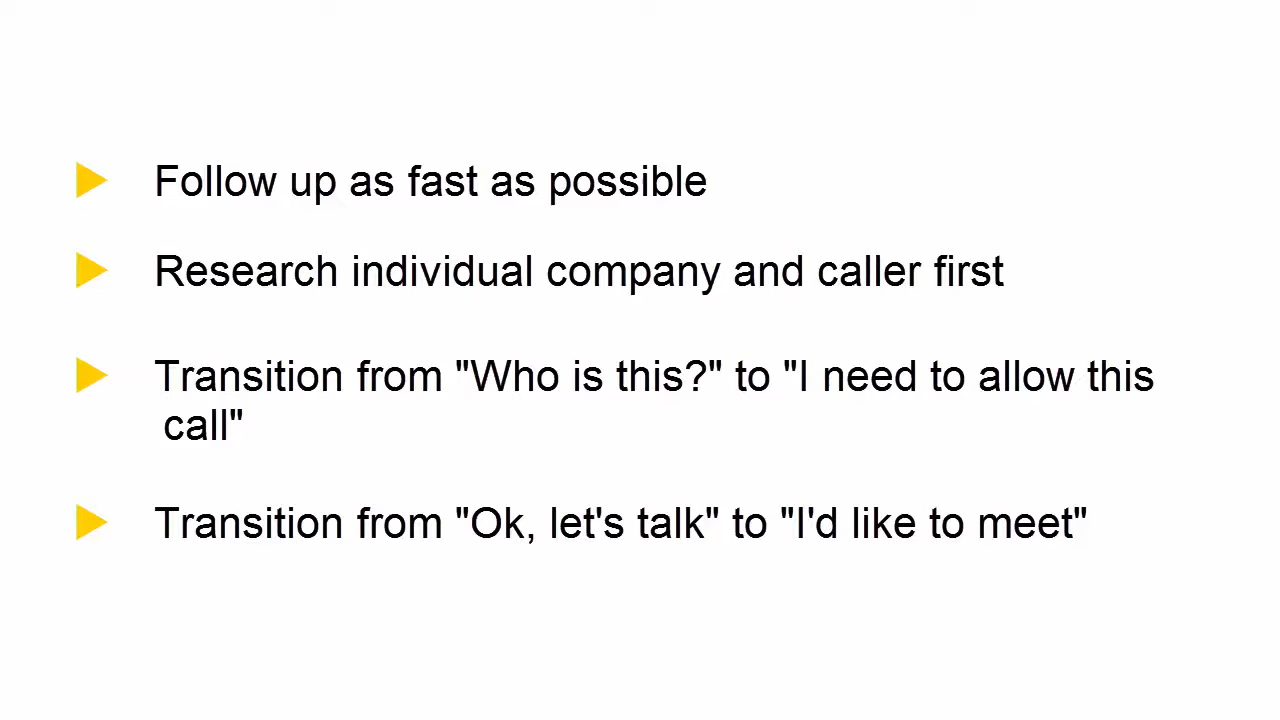 Follow up as fast as possible
Research individual company and caller first
Transition from "Who is this?" to "I need to allow this
call"
Transition from "Ok, let's talk" to "I'd like to meet"